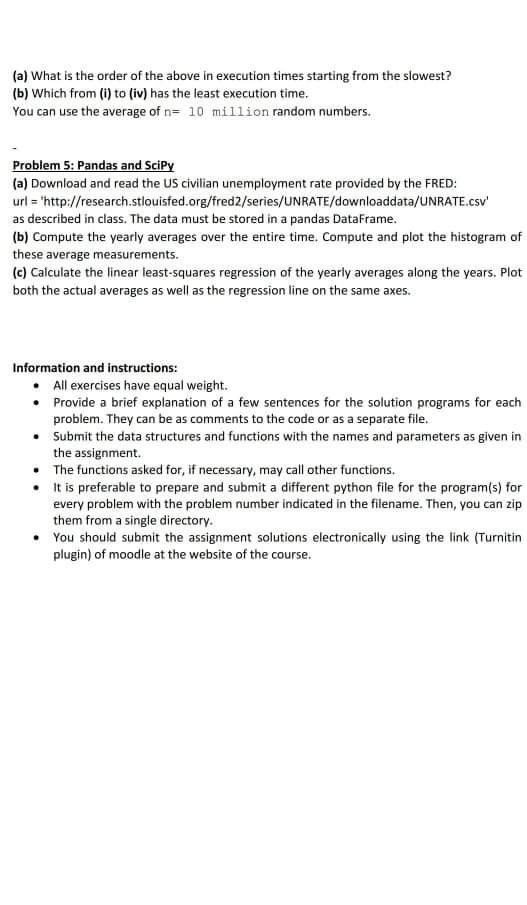 (a) What is the order of the above in execution times starting from the slowest?
(b) Which from (i) to (iv) has the least execution time.
You can use the average of n= 10 million random numbers.
-
Problem 5: Pandas and SciPy
(a) Download and read the US civilian unemployment rate provided by the FRED:
url = 'http://research.stlouisfed.org/fred2/series/UNRATE/downloaddata/UNRATE.csv'
as described in class. The data must be stored in a pandas DataFrame.
(b) Compute the yearly averages over the entire time. Compute and plot the histogram of
these average measurements.
(c) Calculate the linear least-squares regression of the yearly averages along the years. Plot
both the actual averages as well as the regression line on the same axes.
Information and instructions:
• All exercises have equal weight.
• Provide a brief explanation of a few sentences for the solution programs for each
problem. They can be as comments to the code or as a separate file.
• Submit the data structures and functions with the names and parameters as given in
the assignment.
• The functions asked for, if necessary, may call other functions.
• It is preferable to prepare and submit a different python file for the program(s) for
every problem with the problem number indicated in the filename. Then, you can zip
them from a single directory.
• You should submit the assignment solutions electronically using the link (Turnitin
plugin) of moodle at the website of the course.